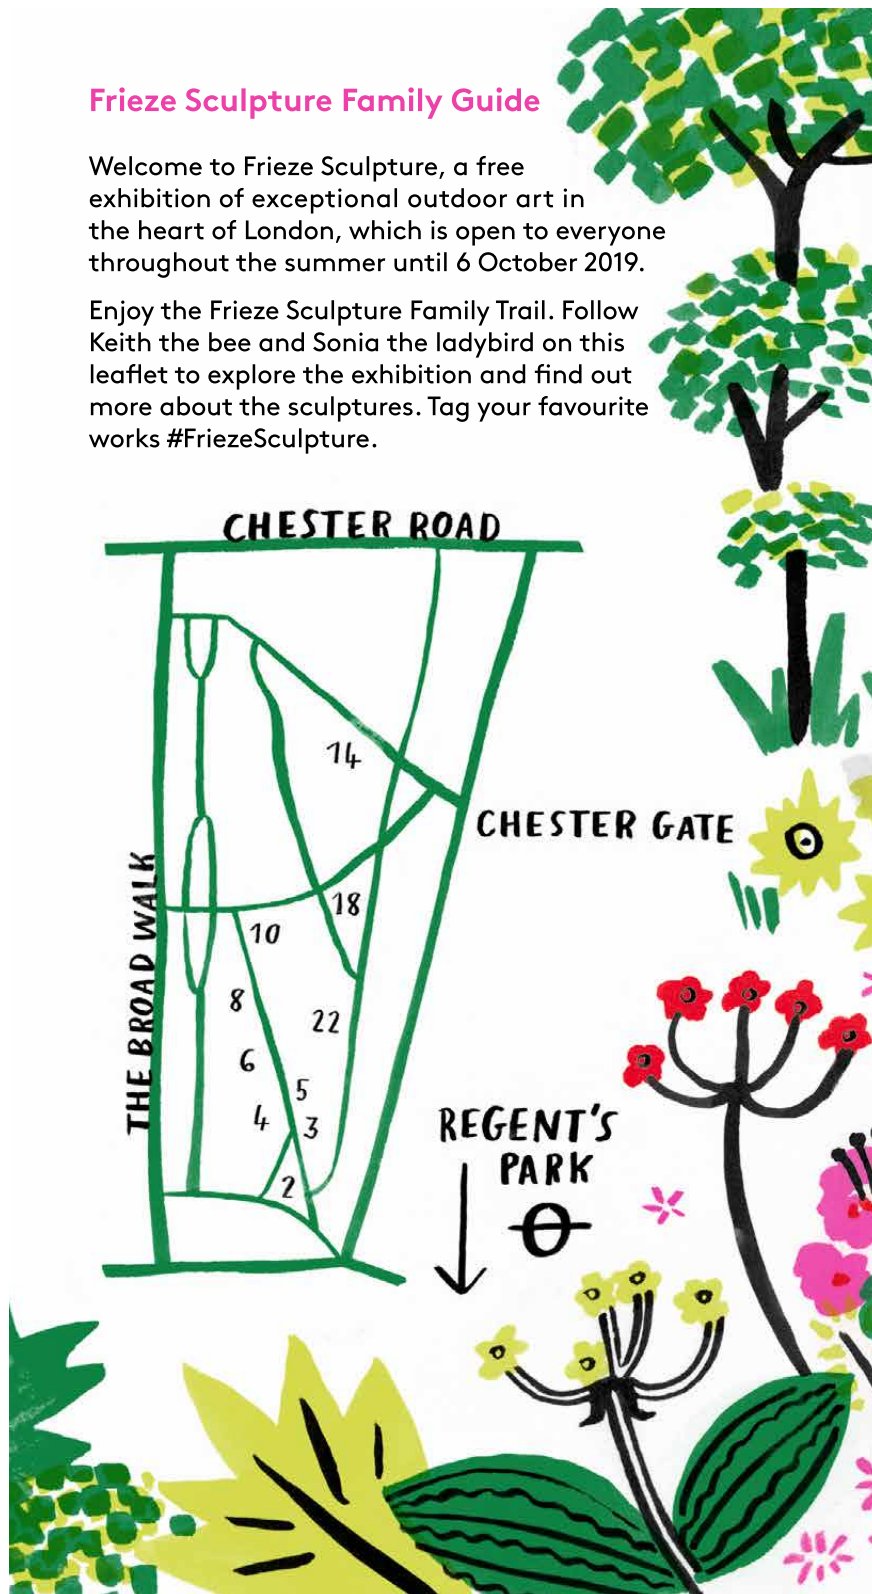 Frieze Sculpture Family Guide
Welcome to Frieze Sculpture, a free
exhibition of exceptional outdoor art in
the heart of London, which is open to everyone
throughout the summer until 6 October 2019.
Enjoy the Frieze Sculpture Family Trail. Follow
Keith the bee and Sonia the ladybird on this
leaflet to explore the exhibition and find out
more about the sculptures. Tag your favourite
works #FriezeSculpture.
CHESTER ROAD
14
CHESTER GATE
THE BROAD WALK
18
10
8
22
6
5
4
3
2
REGENT'S
PARK